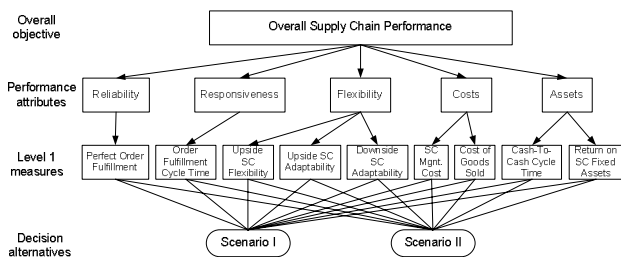 Overall
objective
Overall Supply Chain Performance
Performance
attributes
Reliability
Responsiveness
Flexibility
Costs
Assets
Level 1
measures
Perfect Order
Fulfillment
Order
Fulfillment
Cycle Time
Upside
SC
Flexibility
Upside SC
Adaptability
Downside
SC
Adaptability
SC
Mgnt.
Cost
Cost of
Goods
Sold
Cash-To-
Cash Cycle
Time
Return on
SC Fixed
Assets
Decision
alternatives
Scenario I
Scenario II